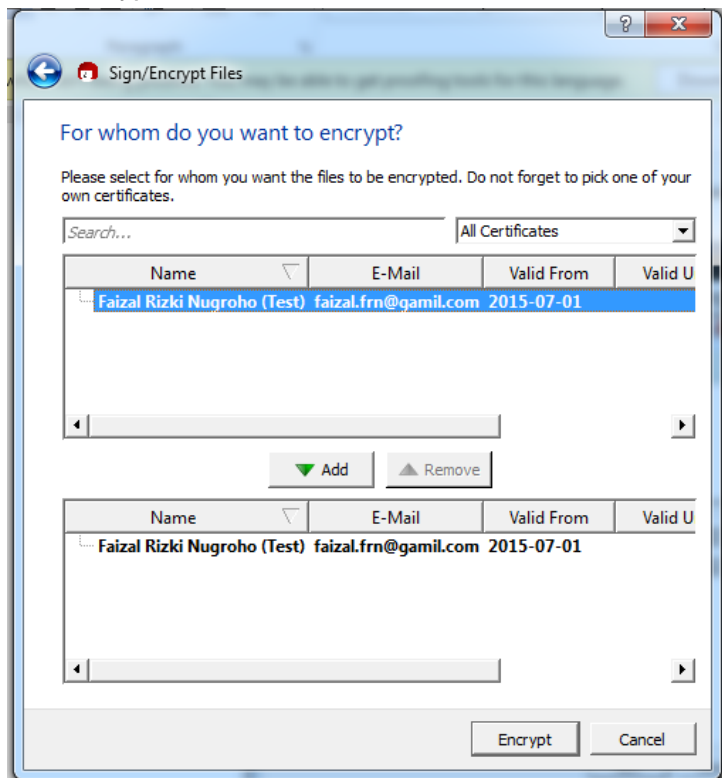 Sign/Encrypt Files
For whom do you want to encrypt?
Please select for whom you want the files to be encrypted. Do not forget to pick one of your
own certificates.
Search... All Certificates
Name E-Mail Valid From Valid U
Faizal Rizki Nugroho (Test) faizal.frn@gamil.com 2015-07-01
Add Remove
Name E-Mail Valid From Valid U
Faizal Rizki Nugroho (Test) faizal.frn@gamil.com 2015-07-01
Encrypt Cancel